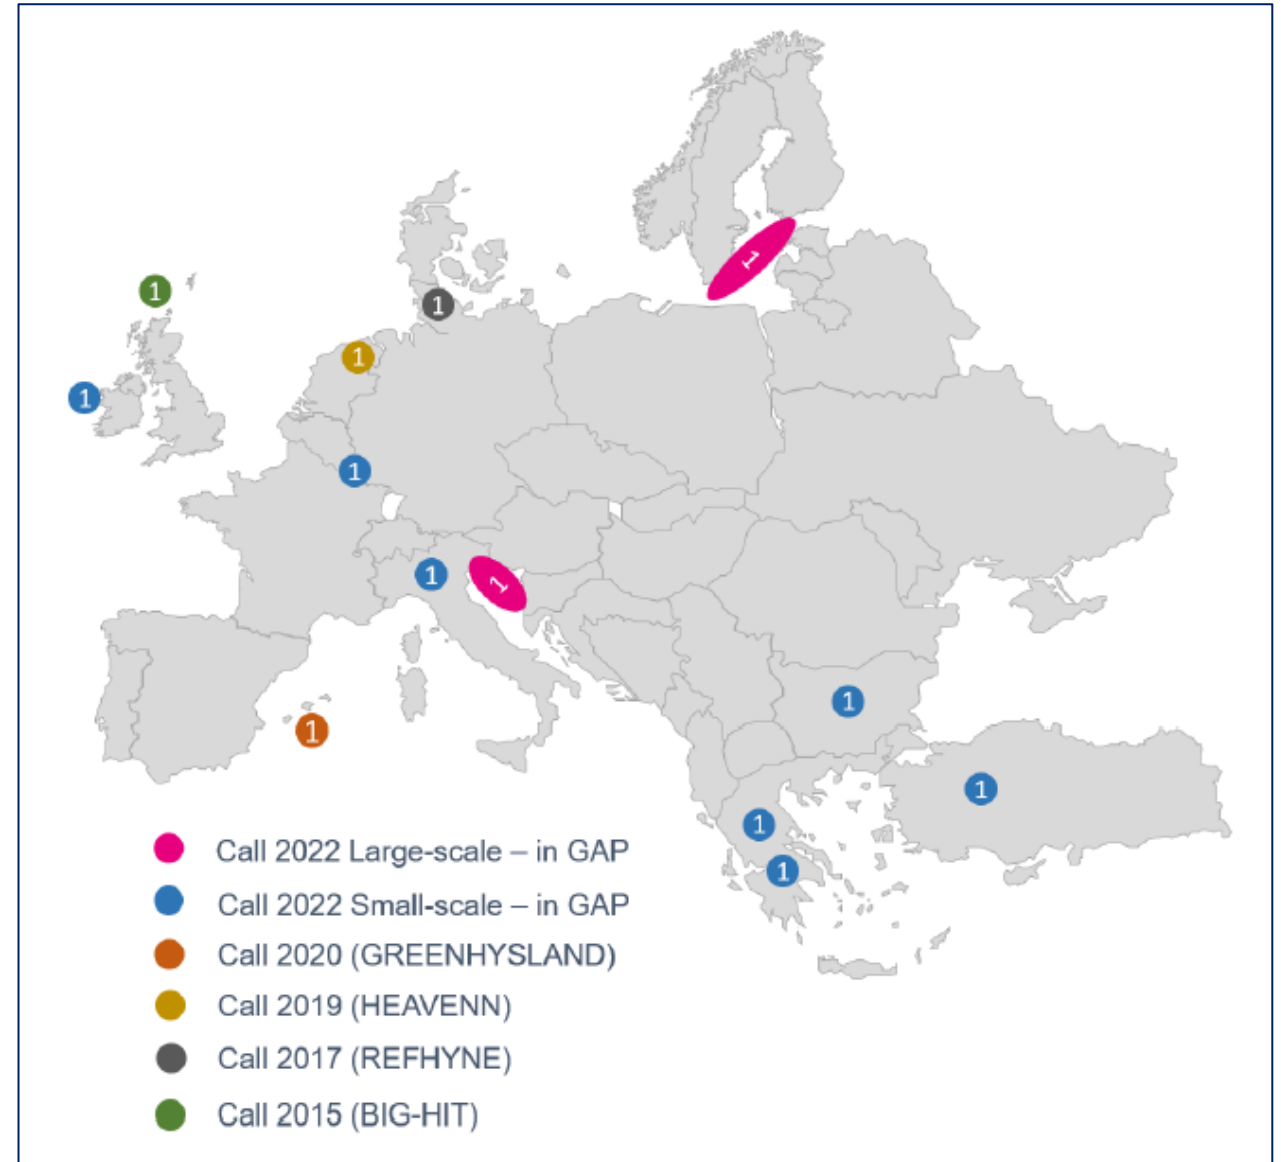 1
1
1
1
1
1
1
1
1
1
1
1
1
Call 2022 Large-scale – in GAP
Call 2022 Small-scale – in GAP
Call 2020 (GREENHYSLAND)
Call 2019 (HEAVENN)
Call 2017 (REFHYNE)
Call 2015 (BIG-HIT)